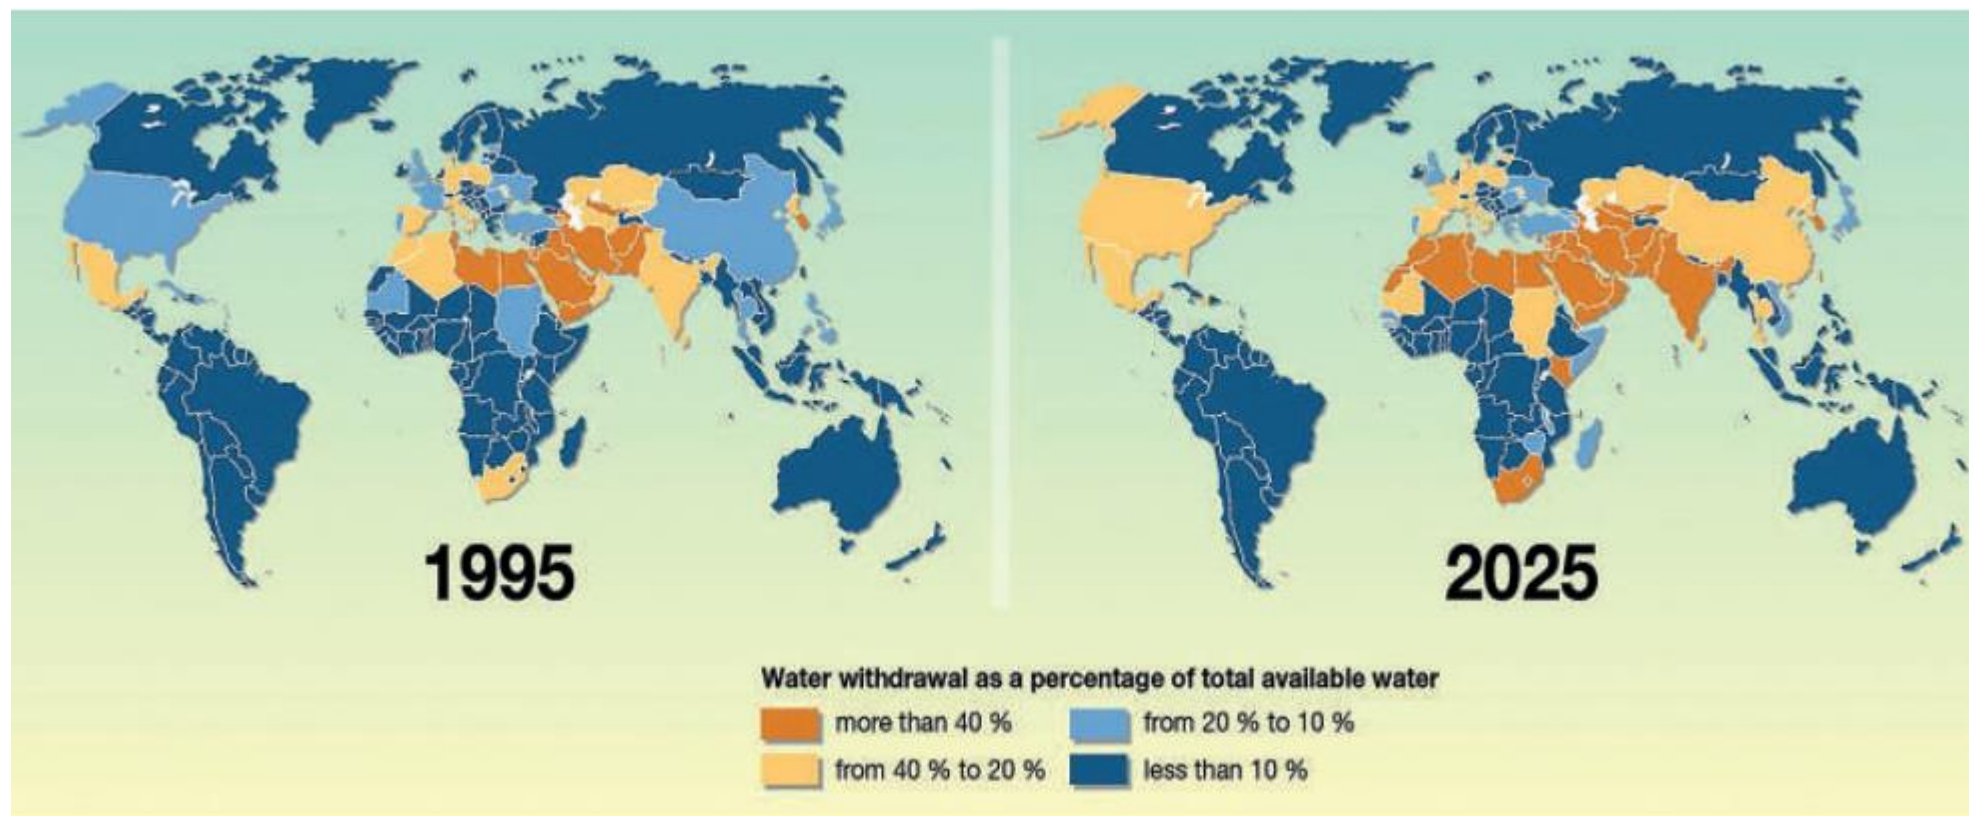 1995
2025
Water withdrawal as a percentage of total available water
more than 40 %
from 20 % to 10 %
from 40 % to 20 %
less than 10 %